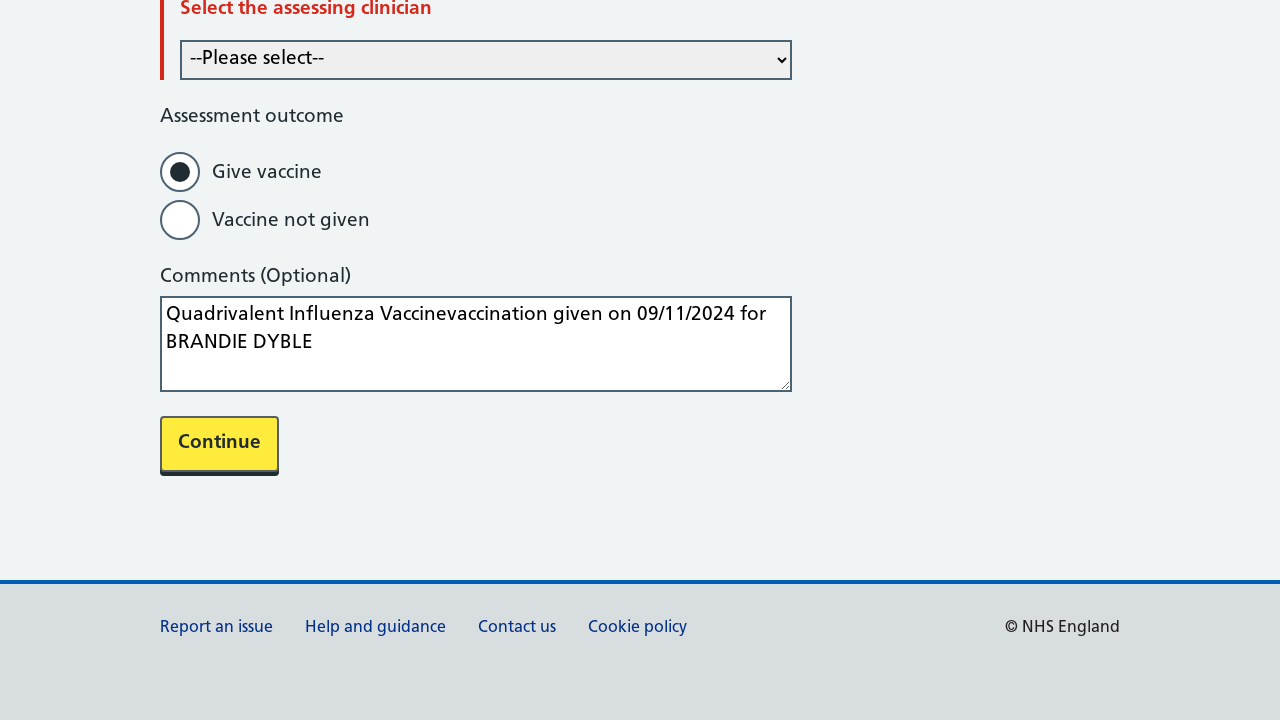 Select the assessing clinician
--Please select--
Assessment outcome
Give vaccine
Vaccine not given
Comments (Optional)
Quadrivalent Influenza Vaccinevaccination given on 09/11/2024 for
BRANDIE DYBLE
Continue
Report an issue Help and guidance Contact us Cookie policy © NHS England